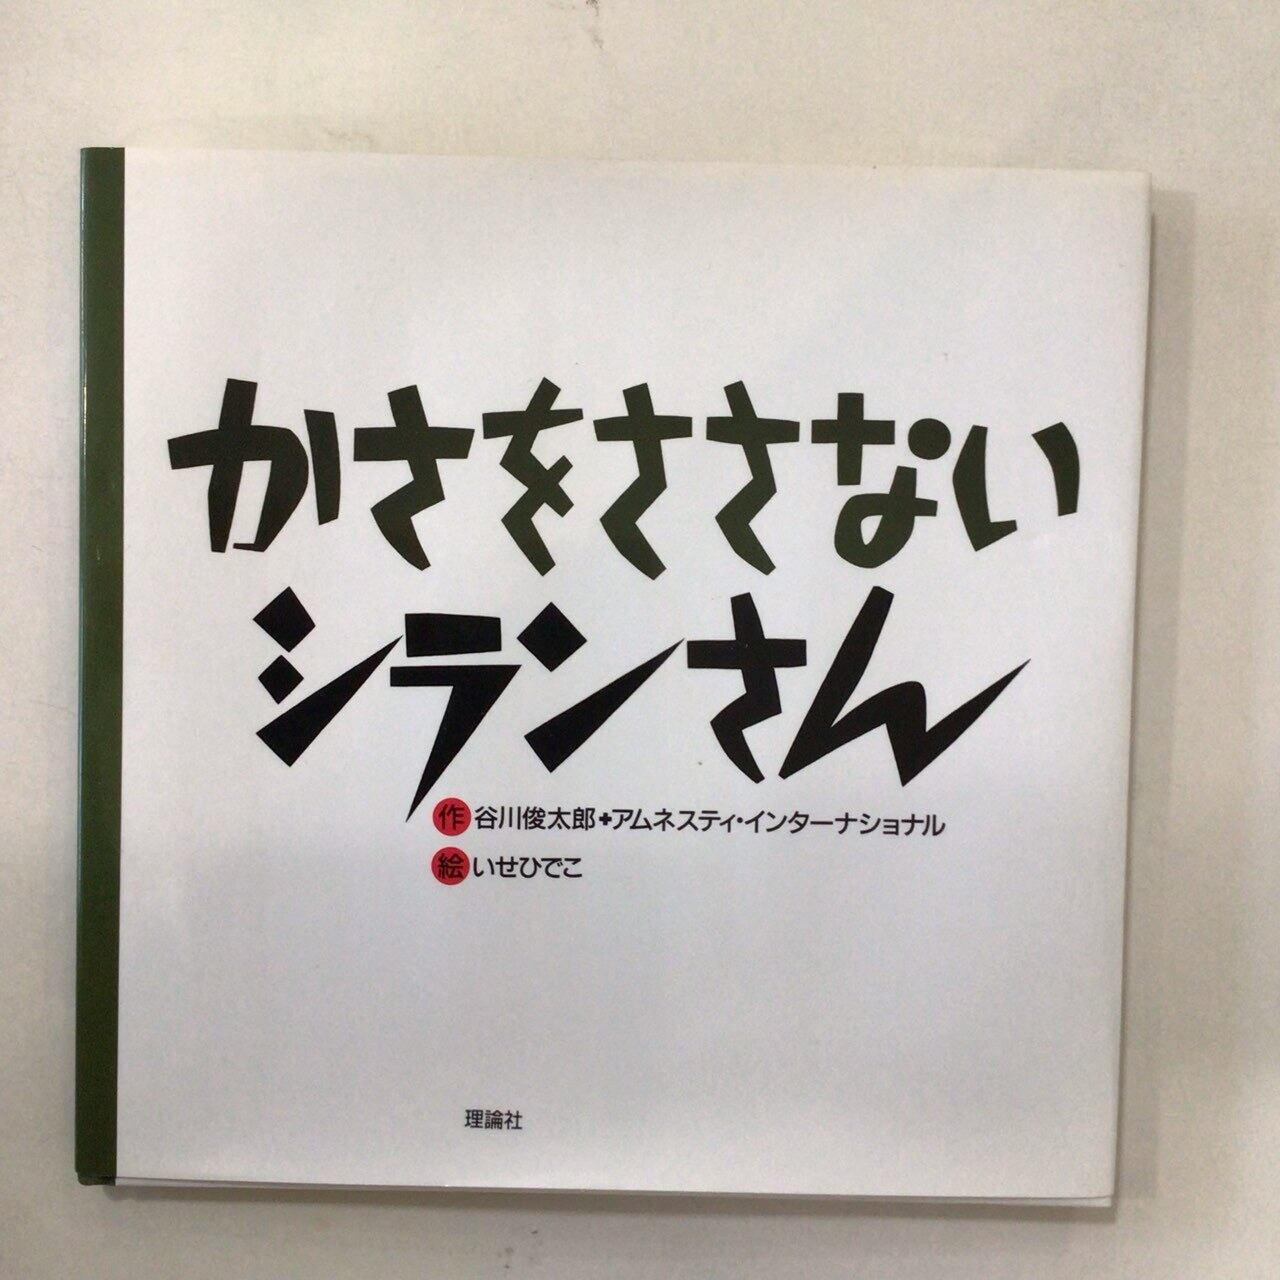 かさをささない
シランさん
作 谷川俊太郎+アムネスティ・インターナショナル
絵 いせひでこ
理論社